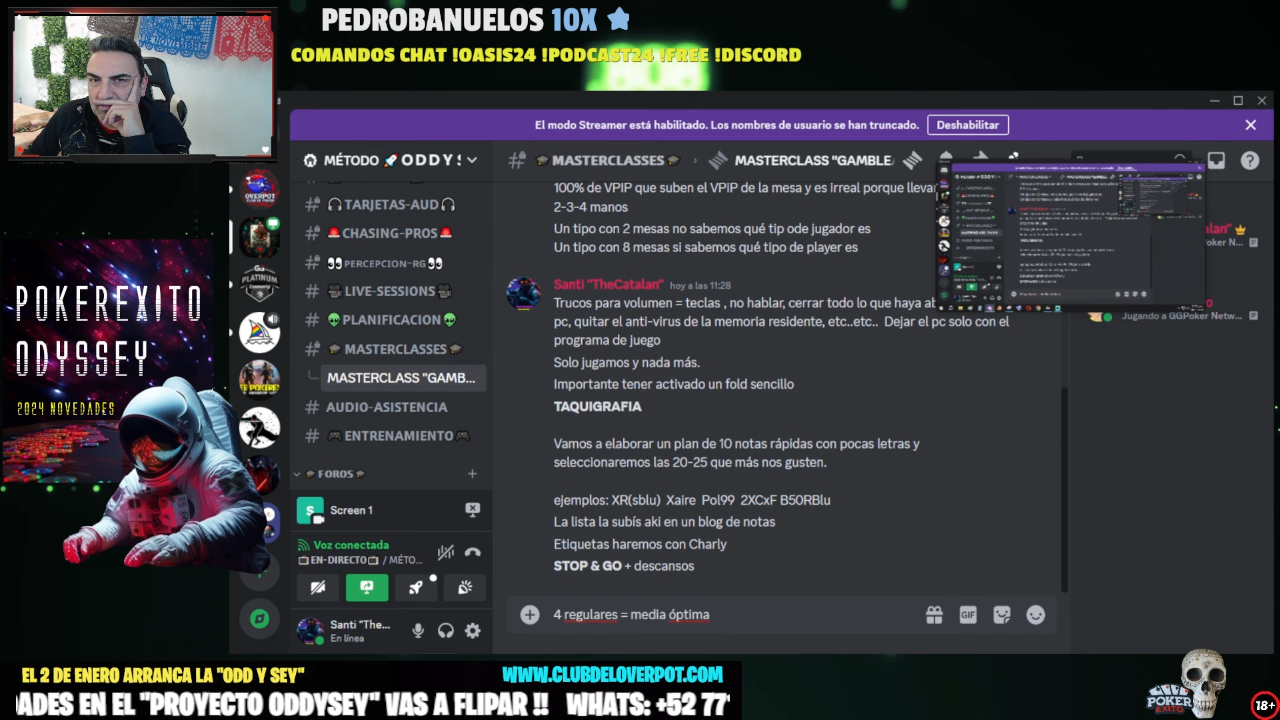 PEDROBANUELOS 10X
COMANDOS CHAT !OASIS24 !PODCAST24 !FREE !DISCORD
El modo Streamer está habilitado. Los nombres de usuario se han truncado.
Deshabilitar
MÉTODO ODDYS
MASTERCLASSES
MASTERCLASS "GAMBLE
TARJETAS-AUD
CHASING-PROS
PERCEPCION-RG
LIVE-SESSIONS
PLANIFICACION
MASTERCLASSES
MASTERCLASS "GAMB...
AUDIO-ASISTENCIA
ENTRENAMIENTO
FOROS
Screen 1
Voz conectada
EN-DIRECTO / MÉTO...
Santi "The...
En línea
100% de VPIP que suben el VPIP de la mesa y es irreal porque llevan
2-3-4 manos
Un tipo con 2 mesas no sabemos qué tip ode jugador es
Un tipo con 8 mesas si sabemos qué tipo de player es
Santi "TheCatalan" hoy a las 11:28
Trucos para volumen = teclas , no hablar, cerrar todo lo que haya ab
pc, quitar el anti-virus de la memoria residente, etc..etc.. Dejar el pc solo con el
programa de juego
Solo jugamos y nada más.
Importante tener activado un fold sencillo
TAQUIGRAFIA
Vamos a elaborar un plan de 10 notas rápidas con pocas letras y
seleccionaremos las 20-25 que más nos gusten.
ejemplos: XR(sblu) Xaire Pol99 2XCxF B50RBlu
La lista la subís aki en un blog de notas
Etiquetas haremos con Charly
STOP & GO + descansos
4 regulares = media óptima
GIF
Jugando a GGPoker Netw...
POKEREXITO
ODYSSEY
2024 NOVEDADES
OVERPOT
PLATINUM
EL 2 DE ENERO ARRANCA LA "ODD Y SEY"
WWW.CLUBDELOVERPOT.COM
ADES EN EL "PROYECTO ODDYSEY" VAS A FLIPAR !! WHATS: +52 77
POKER
EXITO
18+